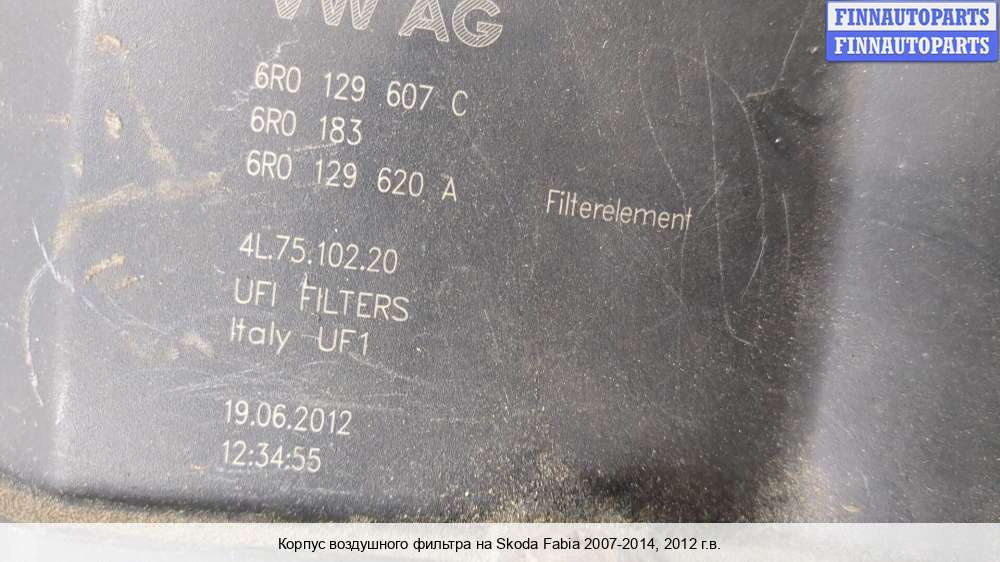 FINNAUTOPARTS
FINNAUTOPARTS
VW AG
6R0 129 607 C
6R0 183
6R0 129 620 A
Filterelement
4L.75.102.20
UFI FILTERS
Italy UF1
19.06.2012
12:34:55
Корпус воздушного фильтра на Skoda Fabia 2007-2014, 2012 г.в.